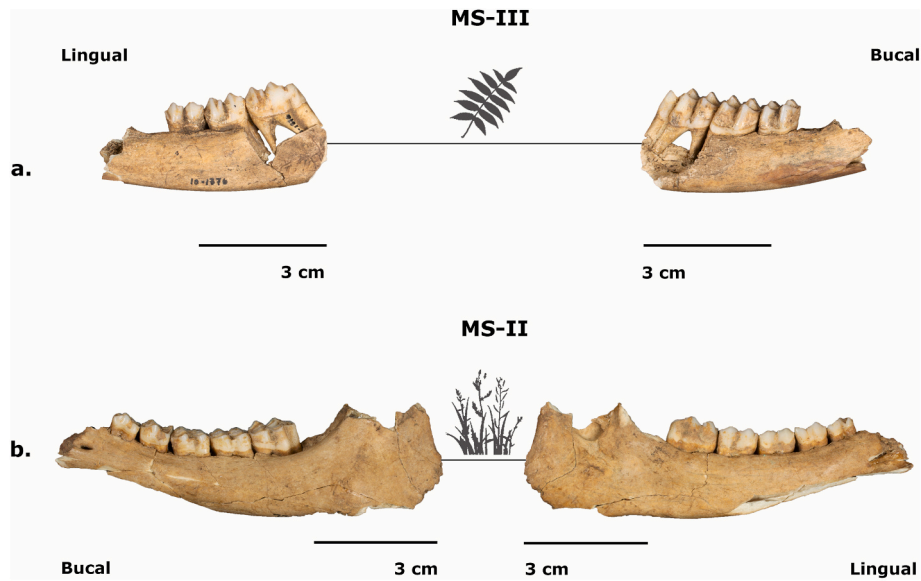 MS-III
Lingual
Bucal
a.
10-1376
3 cm
3 cm
MS-II
b.
Bucal
3 cm
3 cm
Lingual